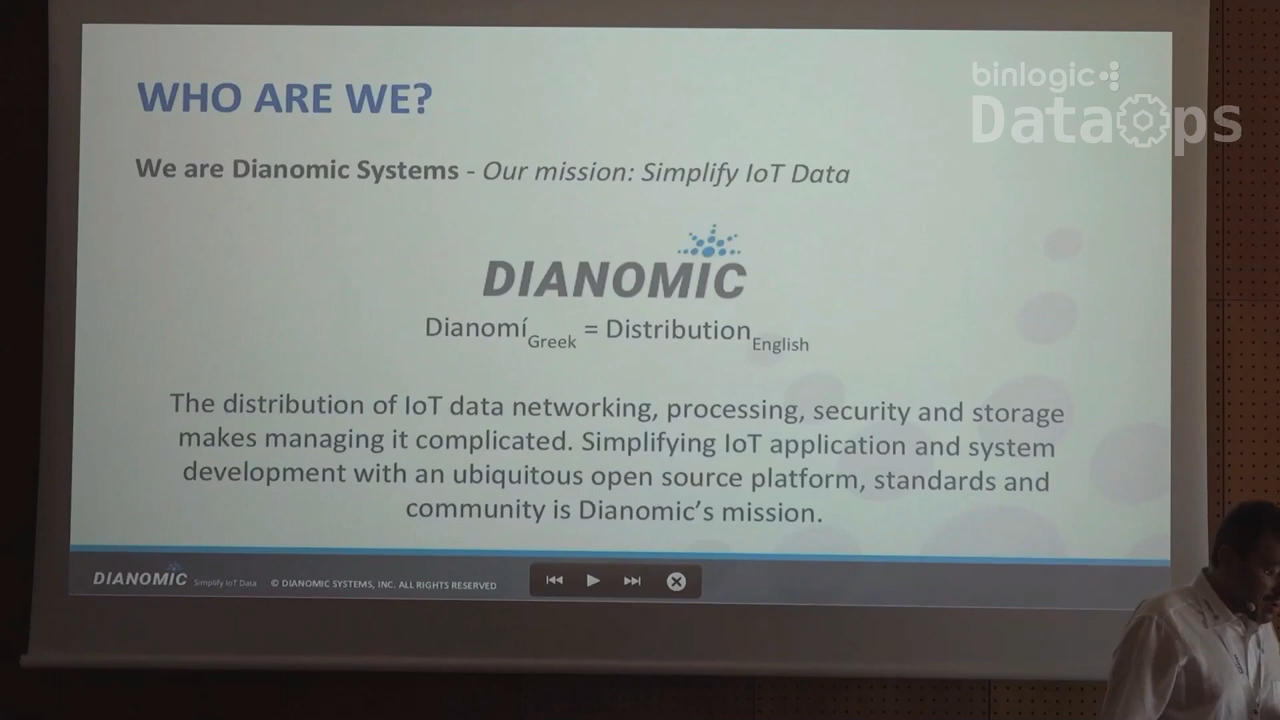 binlogic
DataOps
WHO ARE WE?
We are Dianomic Systems - Our mission: Simplify IoT Data
DIANOMIC
Dianomí Greek = Distribution English
The distribution of IoT data networking, processing, security and storage
makes managing it complicated. Simplifying IoT application and system
development with an ubiquitous open source platform, standards and
community is Dianomic's mission.
DIANOMIC Simplify IoT Data © DIANOMIC SYSTEMS, INC. ALL RIGHTS RESERVED